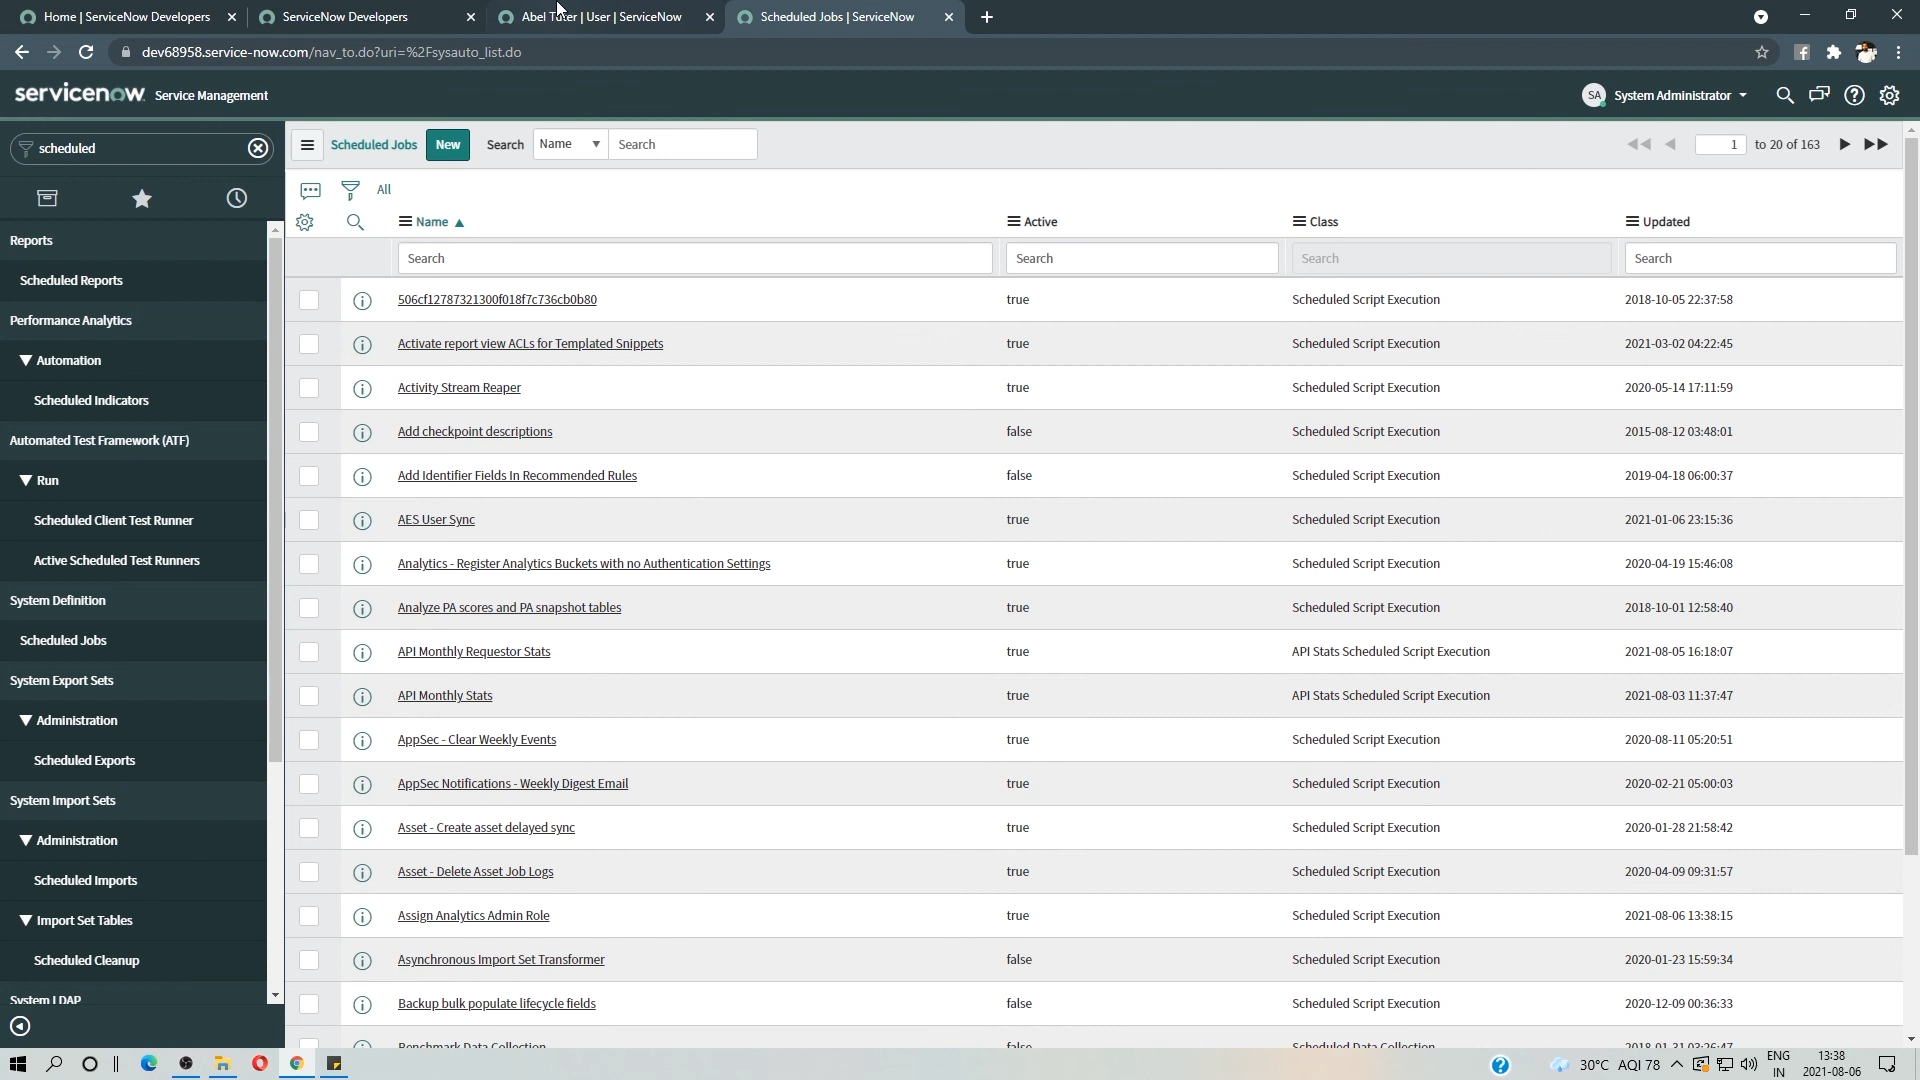 Home | ServiceNow Developers
ServiceNow Developers
Abel Tuter | User | ServiceNow
Scheduled Jobs | ServiceNow
dev68958.service-now.com/nav_to.do?uri=%2Fsysauto_list.do
servicenow Service Management
SA System Administrator
scheduled
Scheduled Jobs New Search Name Search
1 to 20 of 163
All
Name Active Class Updated
Search Search Search Search
Reports
Scheduled Reports
Performance Analytics
Automation
Scheduled Indicators
Automated Test Framework (ATF)
Run
Scheduled Client Test Runner
Active Scheduled Test Runners
System Definition
Scheduled Jobs
System Export Sets
Administration
Scheduled Exports
System Import Sets
Administration
Scheduled Imports
Import Set Tables
Scheduled Cleanup
System LDAP
506cf12787321300f018f7c736cb0b80 true Scheduled Script Execution 2018-10-05 22:37:58
Activate report view ACLs for Templated Snippets true Scheduled Script Execution 2021-03-02 04:22:45
Activity Stream Reaper true Scheduled Script Execution 2020-05-14 17:11:59
Add checkpoint descriptions false Scheduled Script Execution 2015-08-12 03:48:01
Add Identifier Fields In Recommended Rules false Scheduled Script Execution 2019-04-18 06:00:37
AES User Sync true Scheduled Script Execution 2021-01-06 23:15:36
Analytics - Register Analytics Buckets with no Authentication Settings true Scheduled Script Execution 2020-04-19 15:46:08
Analyze PA scores and PA snapshot tables true Scheduled Script Execution 2018-10-01 12:58:40
API Monthly Requestor Stats true API Stats Scheduled Script Execution 2021-08-05 16:18:07
API Monthly Stats true API Stats Scheduled Script Execution 2021-08-03 11:37:47
AppSec - Clear Weekly Events true Scheduled Script Execution 2020-08-11 05:20:51
AppSec Notifications - Weekly Digest Email true Scheduled Script Execution 2020-02-21 05:00:03
Asset - Create asset delayed sync true Scheduled Script Execution 2020-01-28 21:58:42
Asset - Delete Asset Job Logs true Scheduled Script Execution 2020-04-09 09:31:57
Assign Analytics Admin Role true Scheduled Script Execution 2021-08-06 13:38:15
Asynchronous Import Set Transformer false Scheduled Script Execution 2020-01-23 15:59:34
Backup bulk populate lifecycle fields false Scheduled Script Execution 2020-12-09 00:36:33
Benchmark Data Collection false Scheduled Data Collection 2018-01-31 03:26:47
30°C AQI 78
ENG
IN
13:38
2021-08-06